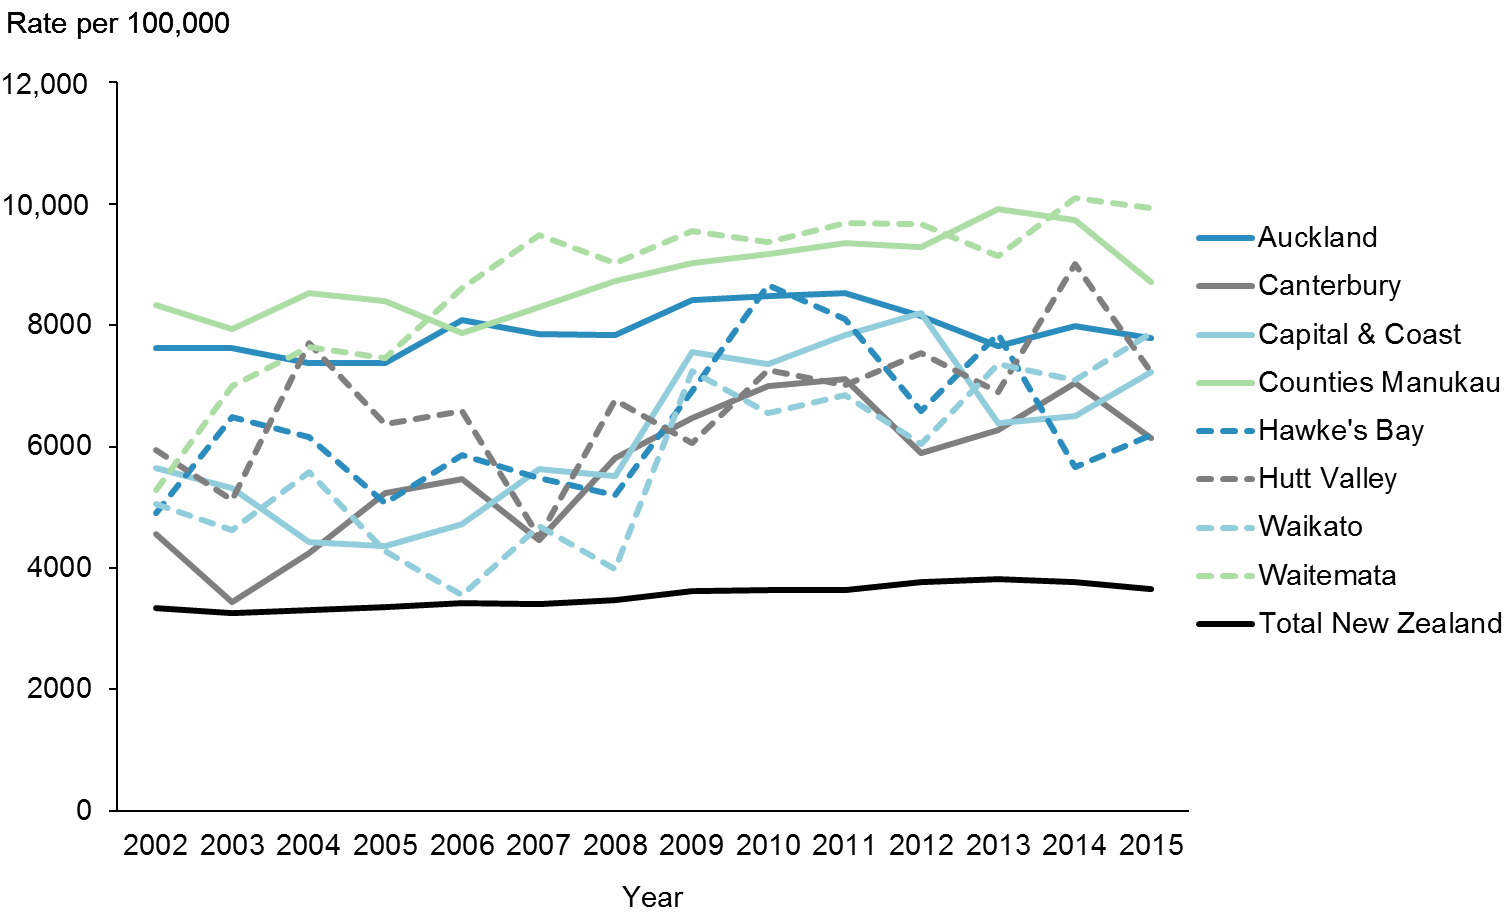 Rate per 100,000
12,000
10,000
8000
6000
4000
2000
0
2002 2003 2004 2005 2006 2007 2008 2009 2010 2011 2012 2013 2014 2015
Year
Auckland
Canterbury
Capital & Coast
Counties Manukau
Hawke's Bay
Hutt Valley
Waikato
Waitemata
Total New Zealand